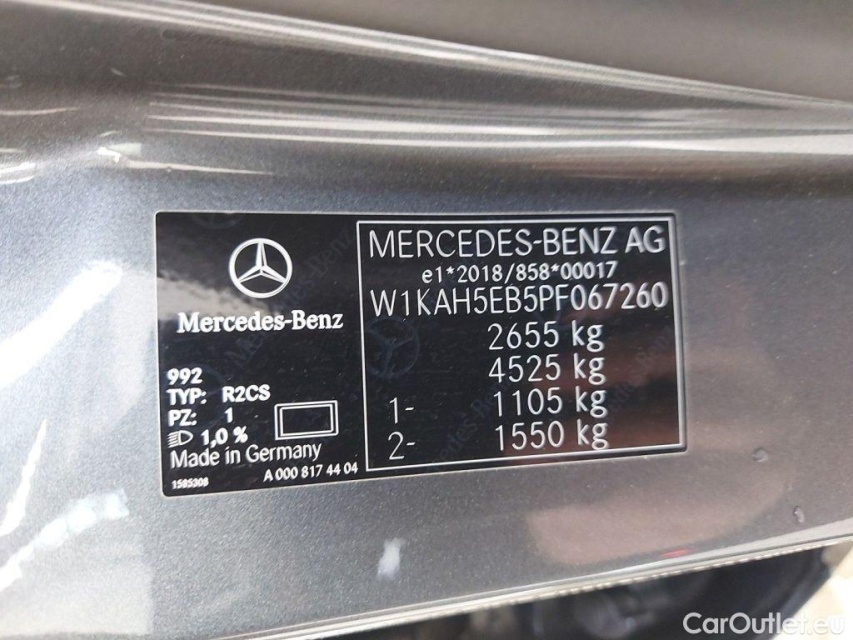 Mercedes-Benz
992
TYP: R2CS
PZ: 1
1,0 %
Made in Germany
1585308
A 000 817 44 04
MERCEDES-BENZ AG
e1*2018/858*00017
W1KAH5EB5PF067260
2655 kg
4525 kg
1- 1105 kg
2- 1550 kg
CarOutlet.eu